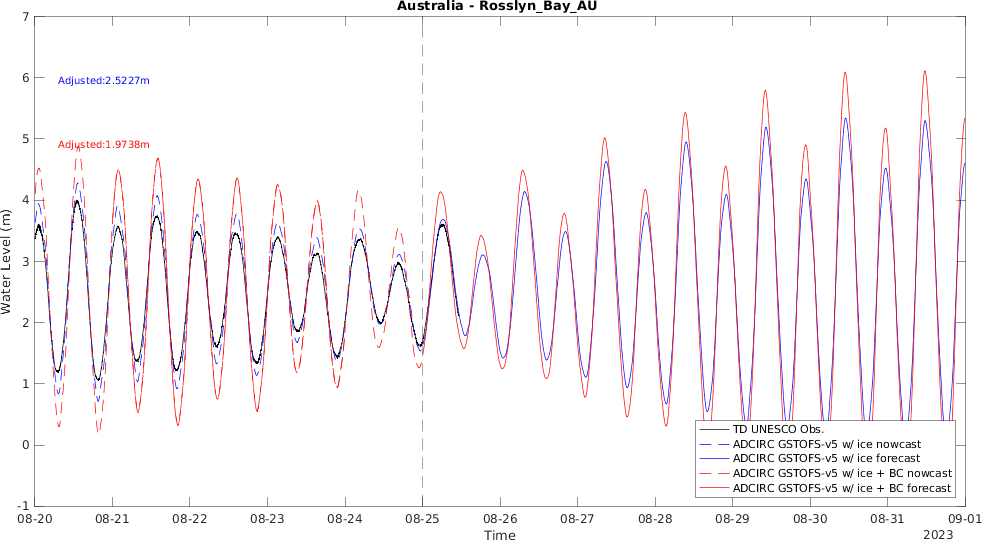 Australia - Rosslyn_Bay_AU
7
6
5
4
3
2
1
0
-1
Water Level (m)
Adjusted:2.5227m
Adjusted:1.9738m
TD UNESCO Obs.
ADCIRC GSTOFS-v5 w/ ice nowcast
ADCIRC GSTOFS-v5 w/ ice forecast
ADCIRC GSTOFS-v5 w/ ice + BC nowcast
ADCIRC GSTOFS-v5 w/ ice + BC forecast
08-20 08-21 08-22 08-23 08-24 08-25 08-26 08-27 08-28 08-29 08-30 08-31 09-01
Time
2023